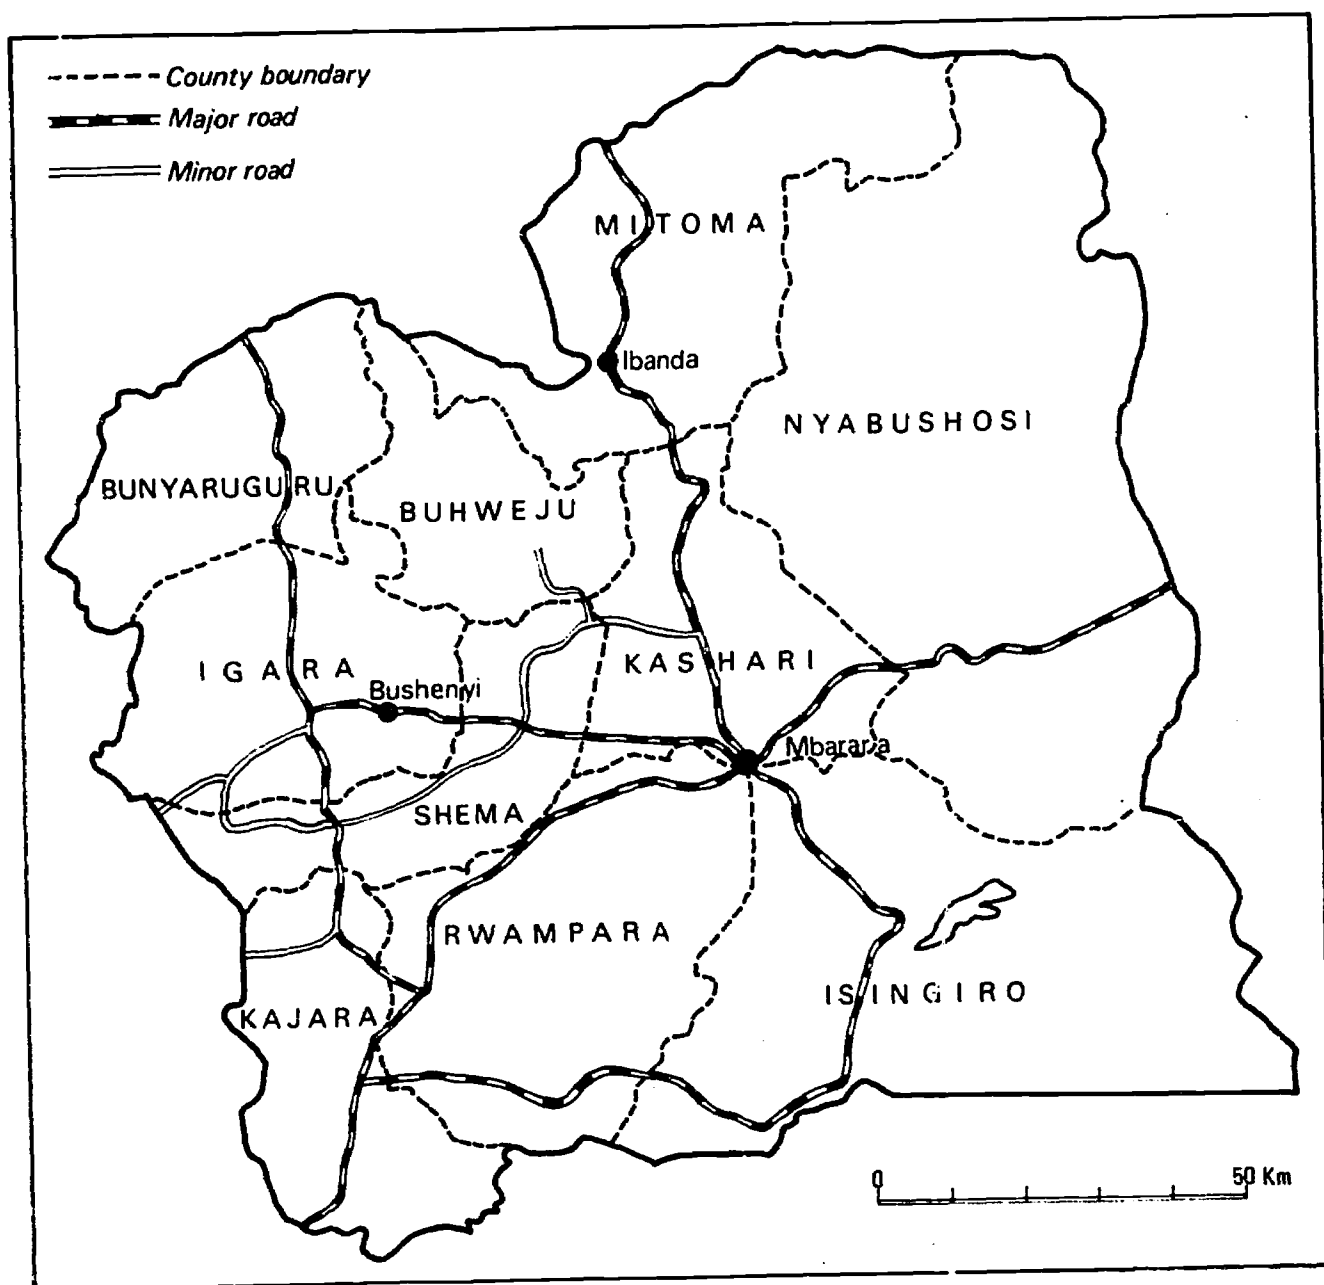 County boundary
Major road
Minor road
MITOMA
Ibanda
NYABUSHOSI
BUNYARUGURU
BUHWEJU
IGARA
KASHARI
Bushenyi
Mbarara
SHEMA
RWAMPARA
ISINGIRO
KAJARA
0 50 Km